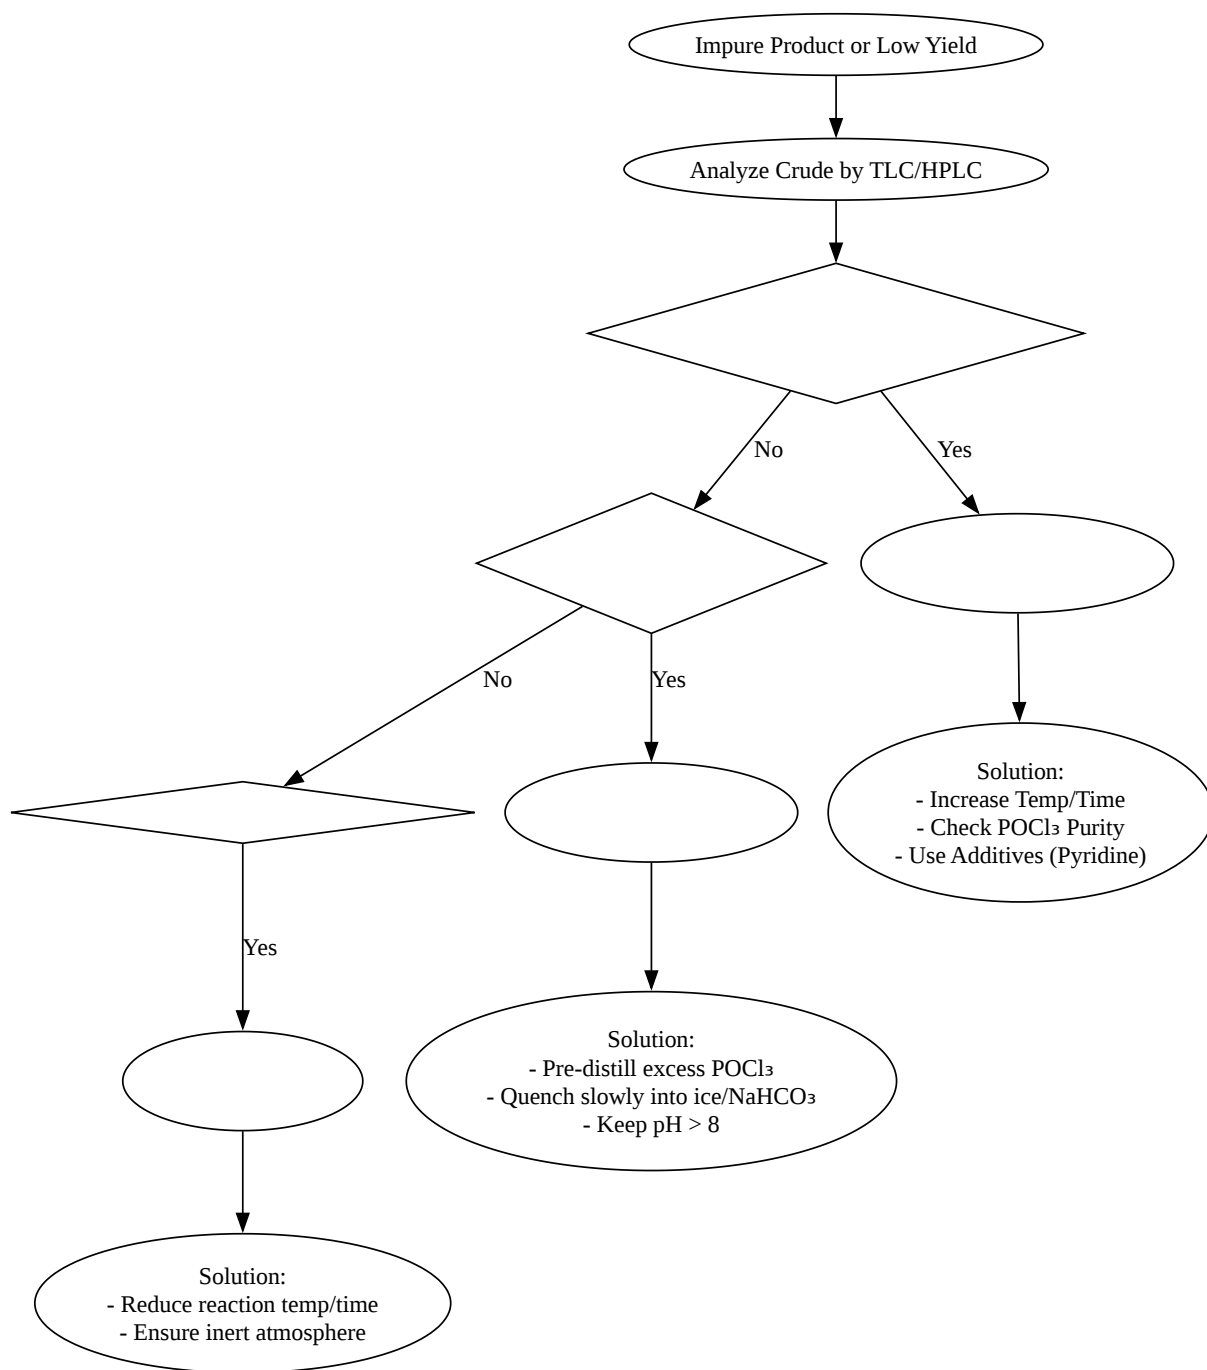 Impure Product or Low Yield
Analyze Crude by TLC/HPLC
No
Yes
No
Yes
Solution:
- Increase Temp/Time
- Check POCl₃ Purity
- Use Additives (Pyridine)
Yes
Solution:
- Pre-distill excess POCl₃
- Quench slowly into ice/NaHCO₃
- Keep pH > 8
Solution:
- Reduce reaction temp/time
- Ensure inert atmosphere